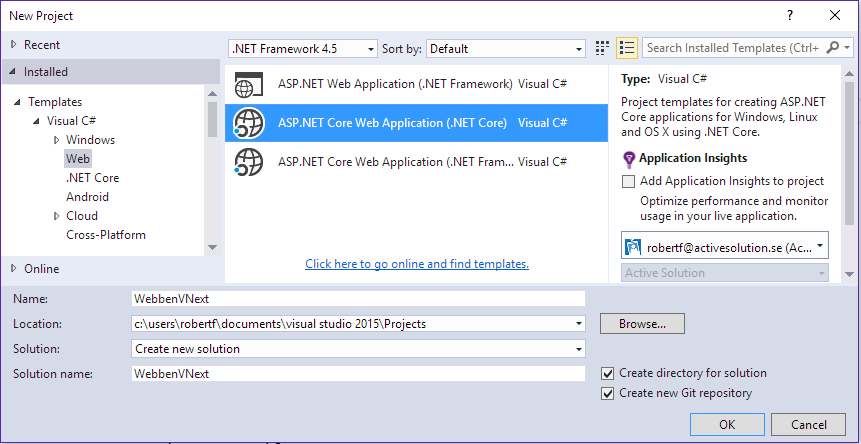 New Project ? ×
Recent
Installed
Templates
Visual C#
Windows
Web
.NET Core
Android
Cloud
Cross-Platform
Online
.NET Framework 4.5 Sort by: Default Search Installed Templates (Ctrl+
ASP.NET Web Application (.NET Framework) Visual C#
ASP.NET Core Web Application (.NET Core) Visual C#
ASP.NET Core Web Application (.NET Fram... Visual C#
Click here to go online and find templates.
Type: Visual C#
Project templates for creating ASP.NET
Core applications for Windows, Linux
and OS X using .NET Core.
Application Insights
Add Application Insights to project
Optimize performance and monitor
usage in your live application.
robertf@activesolution.se (Ac...
Active Solution
Name: WebbenVNext
Location: c:\users\robertf\documents\visual studio 2015\Projects Browse...
Solution: Create new solution
Solution name: WebbenVNext
Create directory for solution
Create new Git repository
OK Cancel